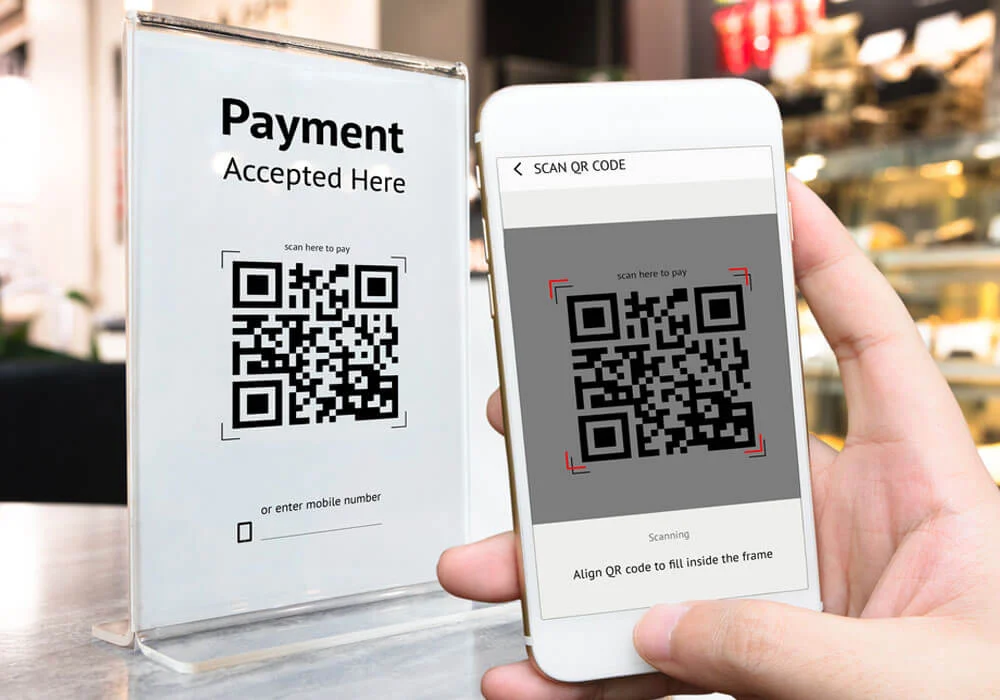 Payment
Accepted Here
scan here to pay
or enter mobile number
SCAN QR CODE
scan here to pay
Scanning
Align QR code to fill inside the frame